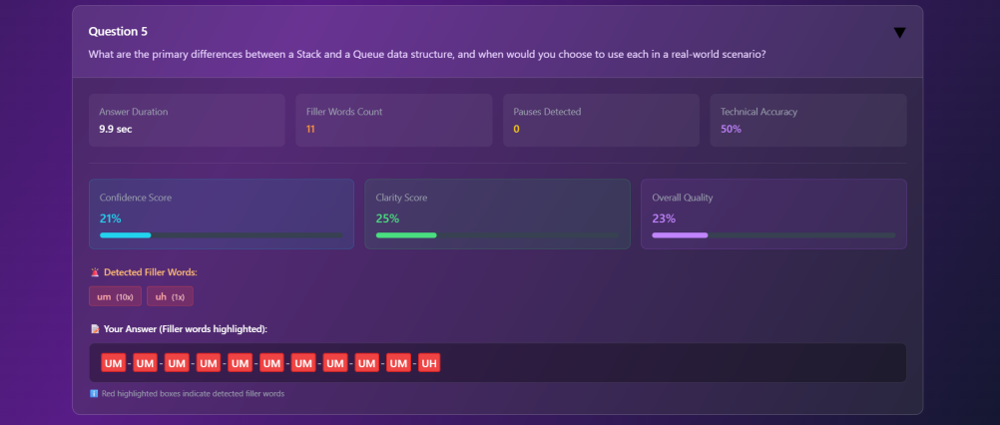 Question 5
What are the primary differences between a Stack and a Queue data structure, and when would you choose to use each in a real-world scenario?
Answer Duration
9.9 sec
Filler Words Count
11
Pauses Detected
0
Technical Accuracy
50%
Confidence Score
21%
Clarity Score
25%
Overall Quality
23%
Detected Filler Words:
um (10x) uh (1x)
Your Answer (Filler words highlighted):
UM - UM - UM - UM - UM - UM - UM - UM - UM - UM - UH
Red highlighted boxes indicate detected filler words